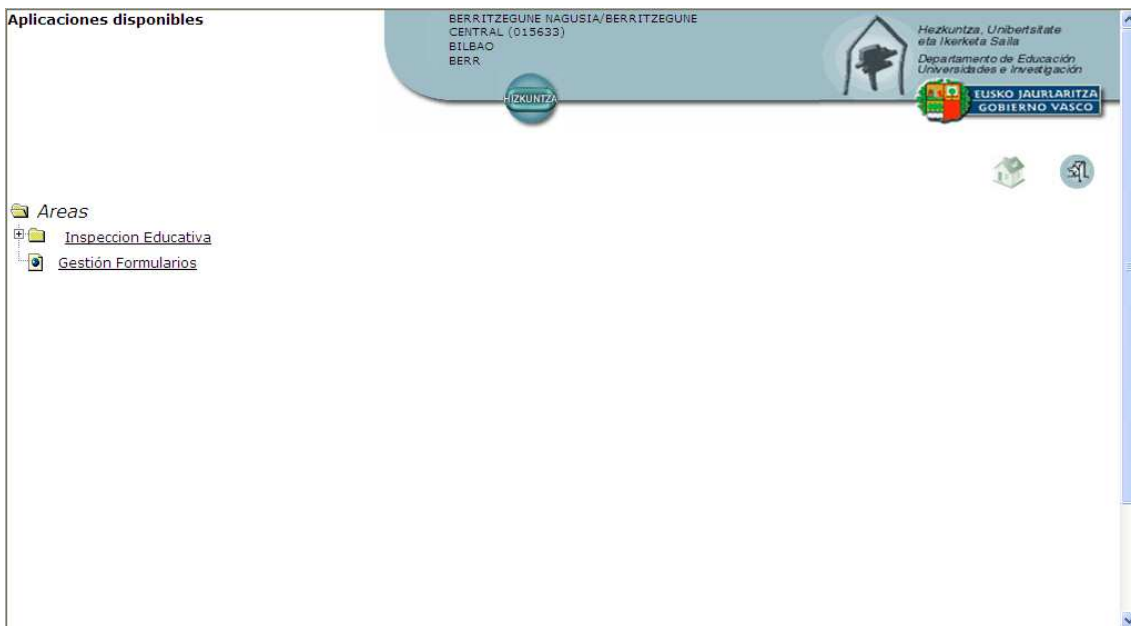 Aplicaciones disponibles
BERRITZEGUNE NAGUSIA/BERRITZEGUNE
CENTRAL (015633)
BILBAO
BERR
HIZKUNTZA
Hezkuntza, Unibertsitate
eta Ikerketa Saila
Departamento de Educación
Universidades e Investigación
EUSKO JAURLARITZA
GOBIERNO VASCO
Areas
Inspeccion Educativa
Gestión Formularios